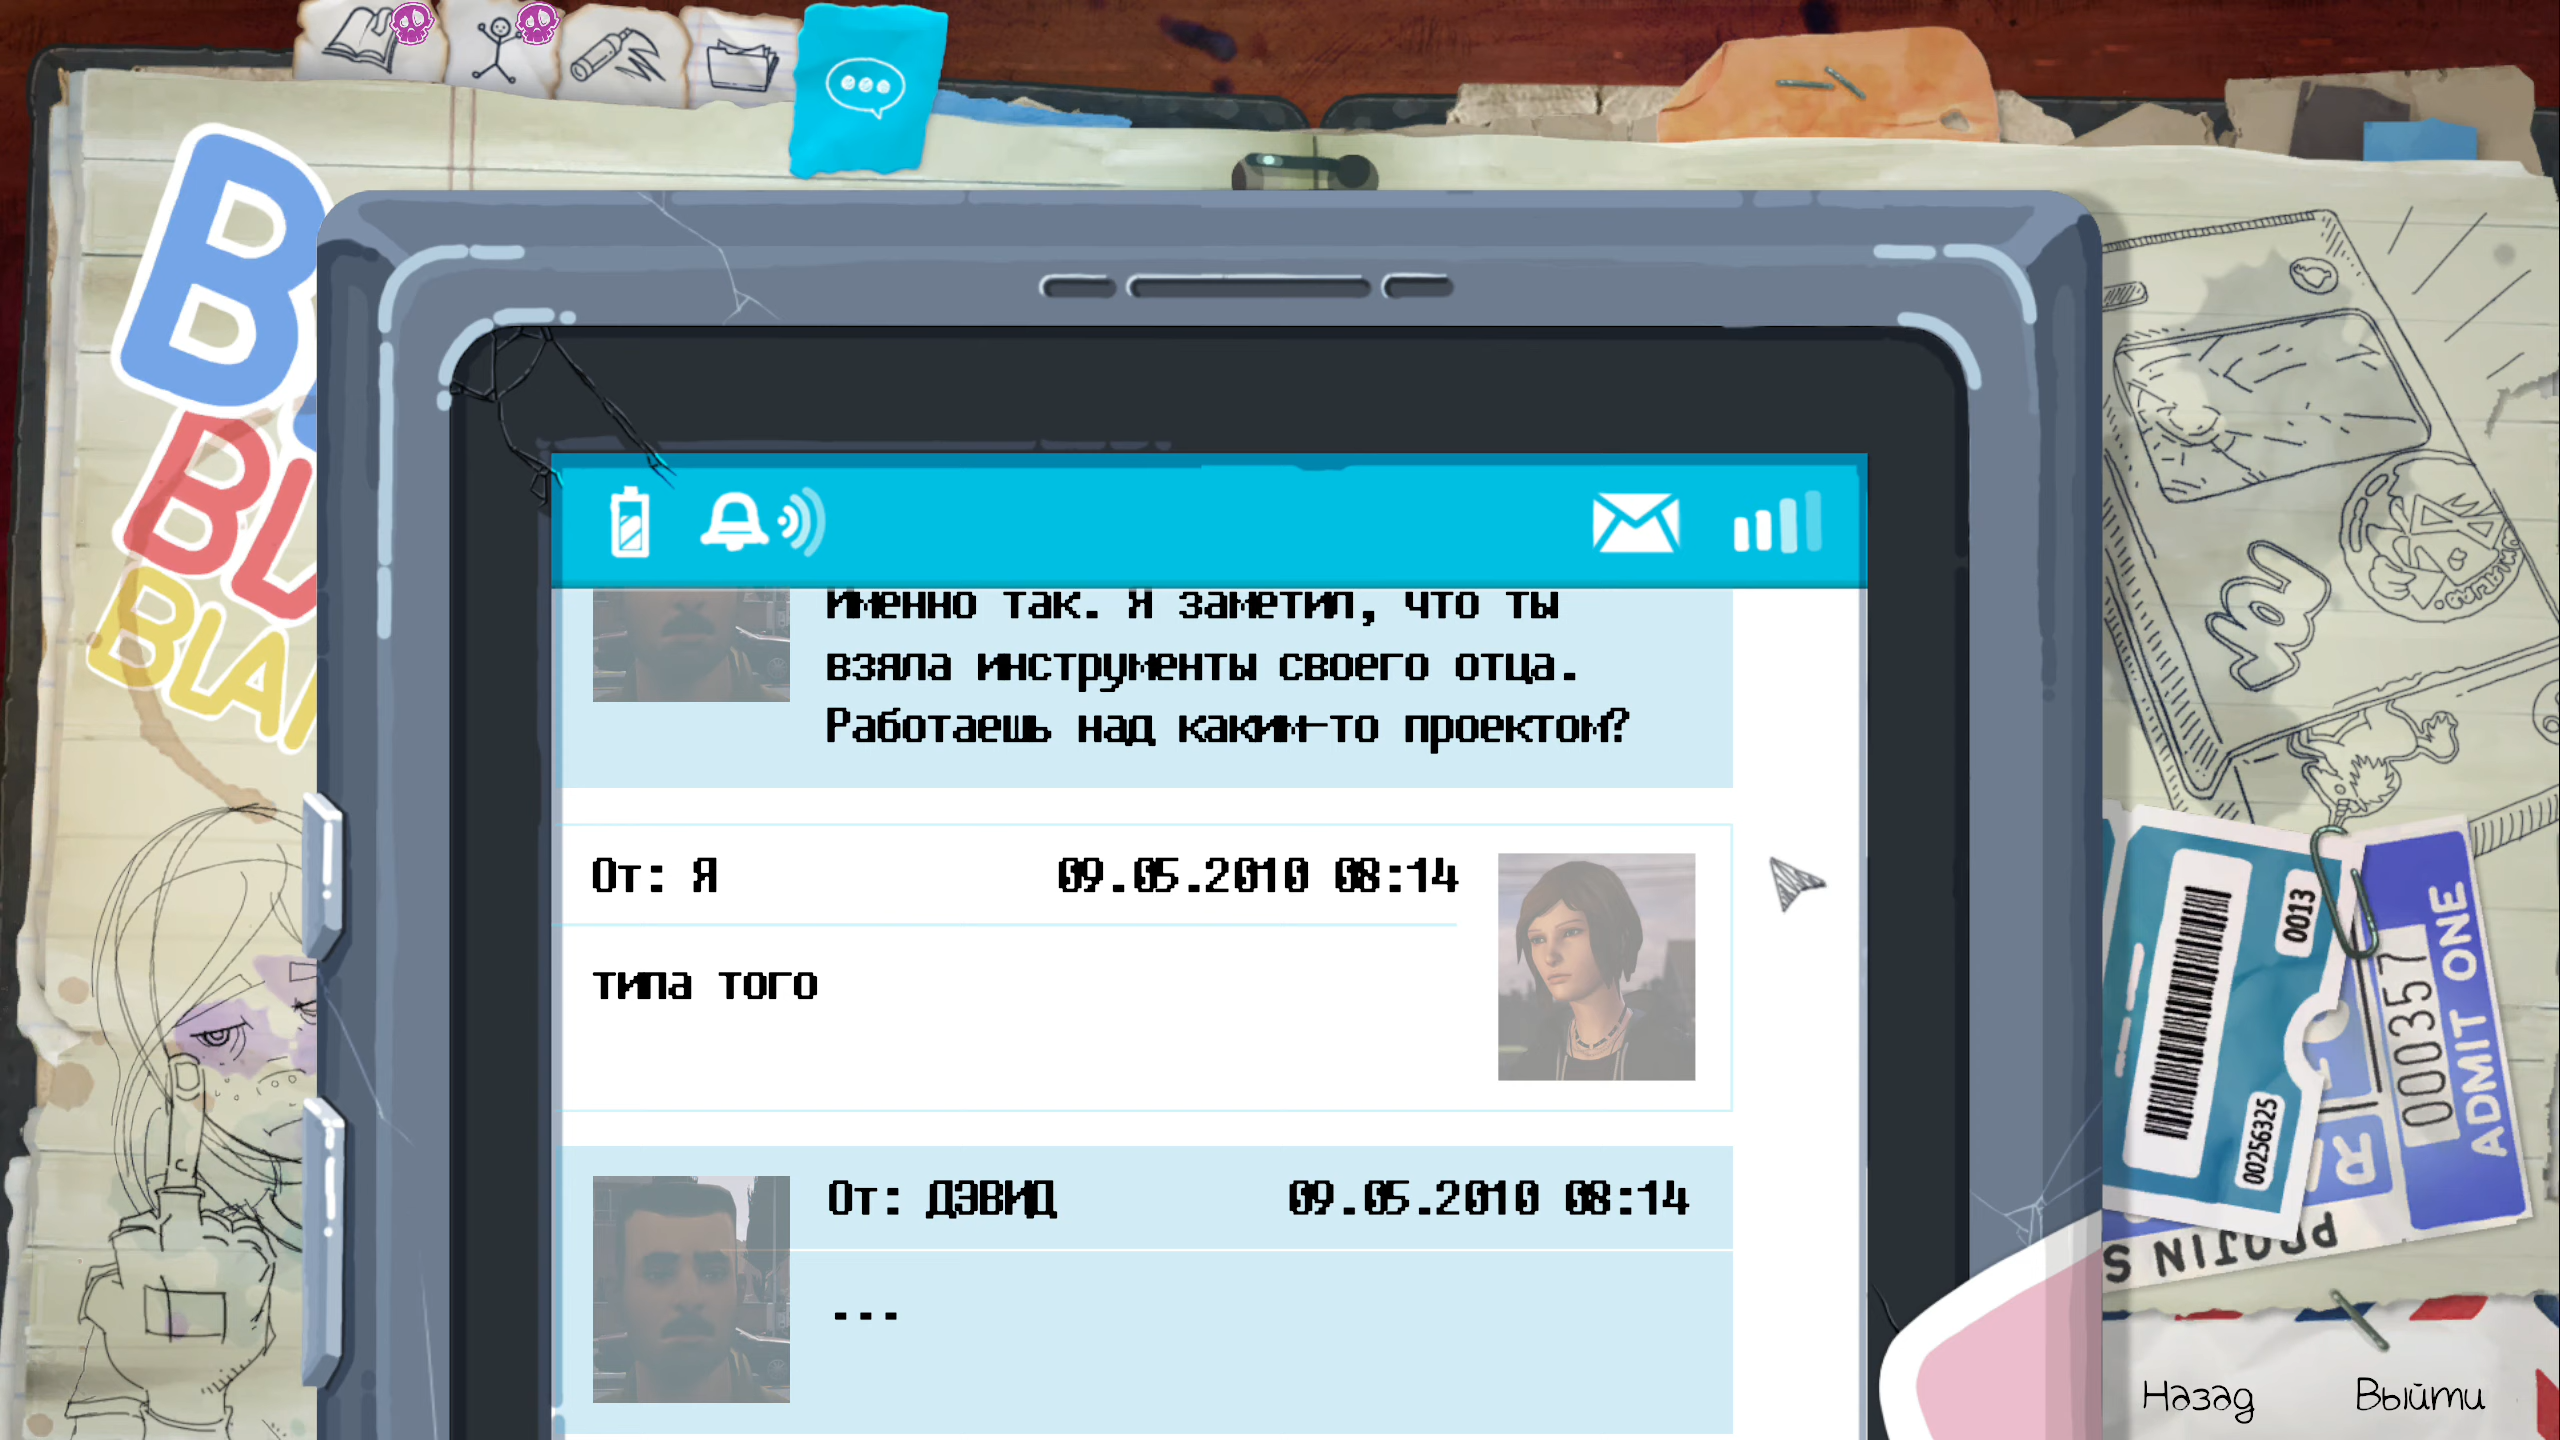 Именно так. Я заметил, что ты
взяла инструменты своего отца.
Работаешь над каким-то проектом?
От: Я 09.05.2010 08:14
типа того
От: ДЭВИД 09.05.2010 08:14
...
0013
00256325
000357
ADMIT ONE
Назад Выйти